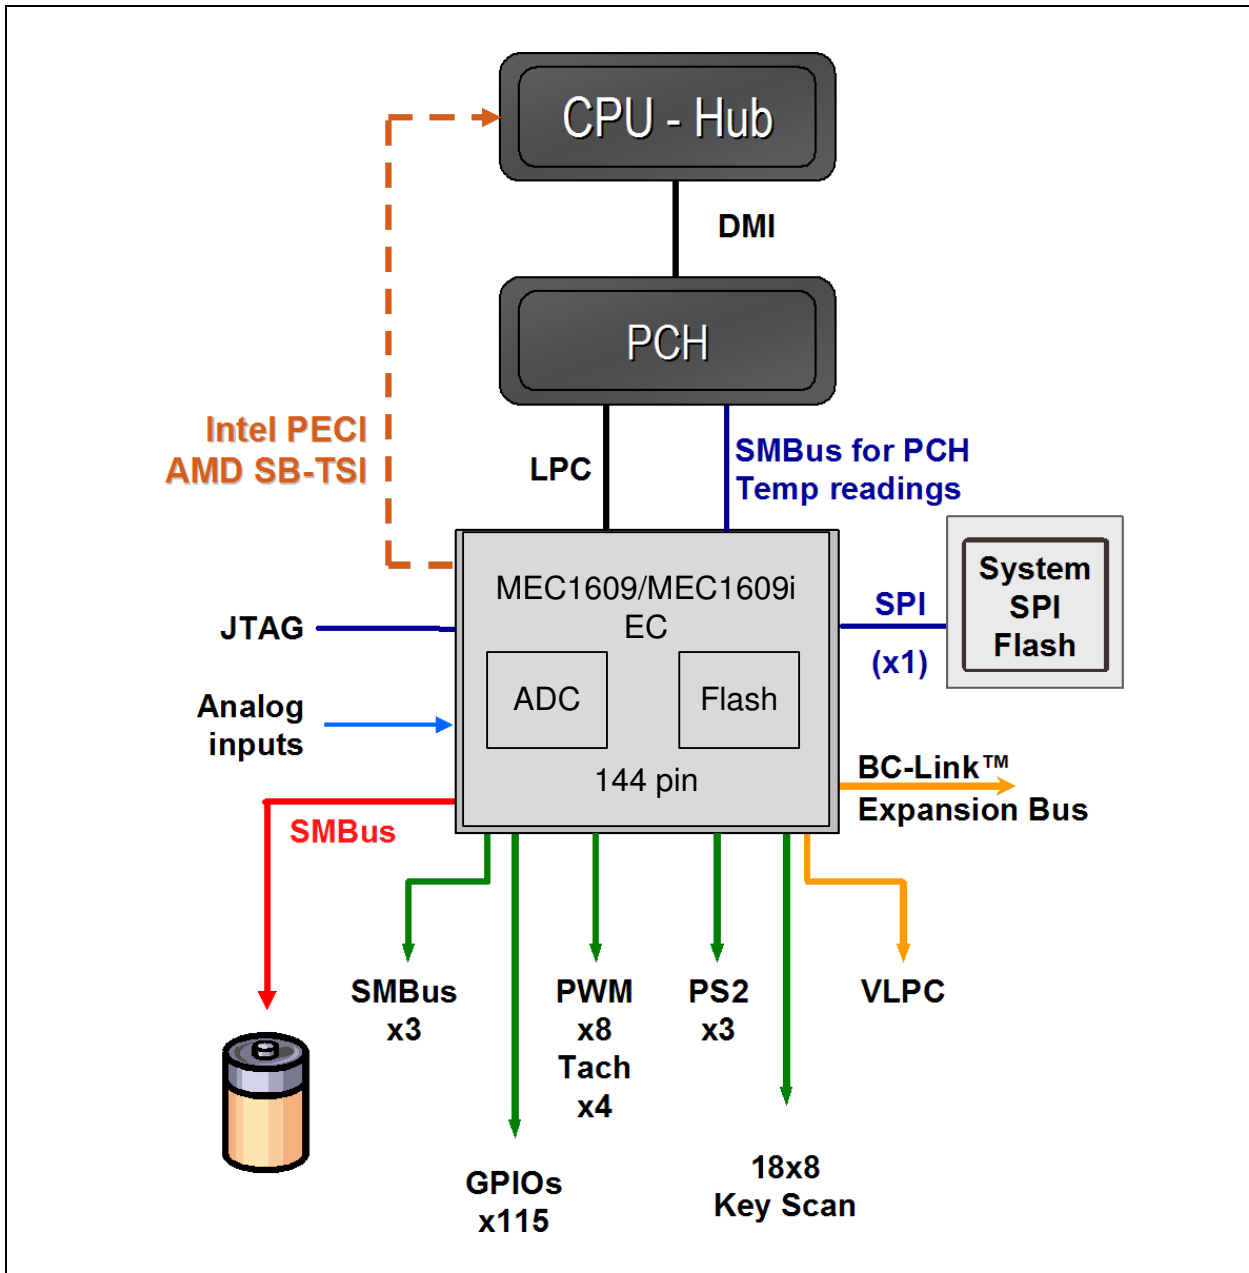 CPU - Hub
DMI
PCH
Intel PECI
AMD SB-TSI
LPC
SMBus for PCH
Temp readings
MEC1609/MEC1609i
EC
System
SPI
Flash
SPI
(x1)
JTAG
ADC
Flash
Analog
inputs
144 pin
BC-Link™
Expansion Bus
SMBus
SMBus
x3
PWM
x8
Tach
x4
PS2
x3
VLPC
GPIOs
x115
18x8
Key Scan